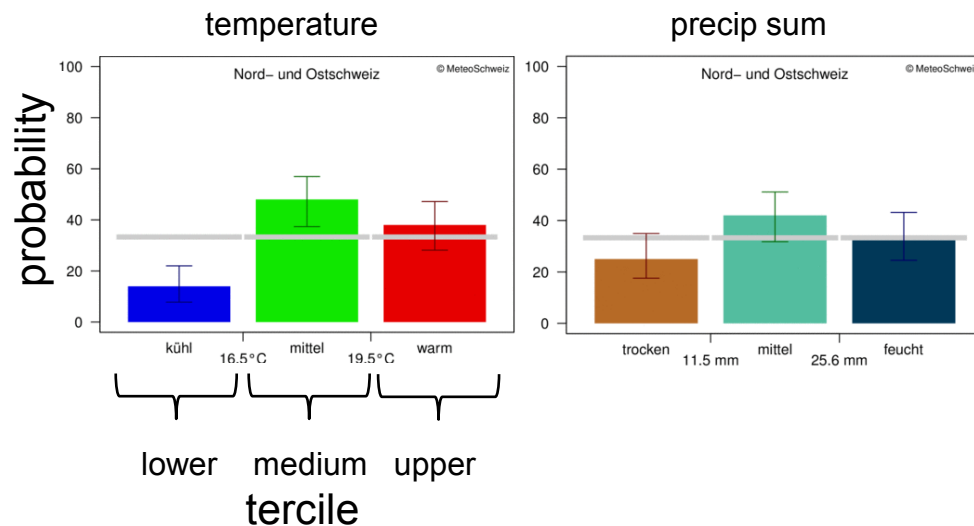 temperature
precip sum
probability
Nord– und Ostschweiz
© MeteoSchweiz
100
80
60
40
20
0
kühl
mittel
warm
16.5°C
19.5°C
Nord– und Ostschweiz
© MeteoSchweiz
100
80
60
40
20
0
trocken
mittel
feucht
11.5 mm
25.6 mm
lower
medium
upper
tercile